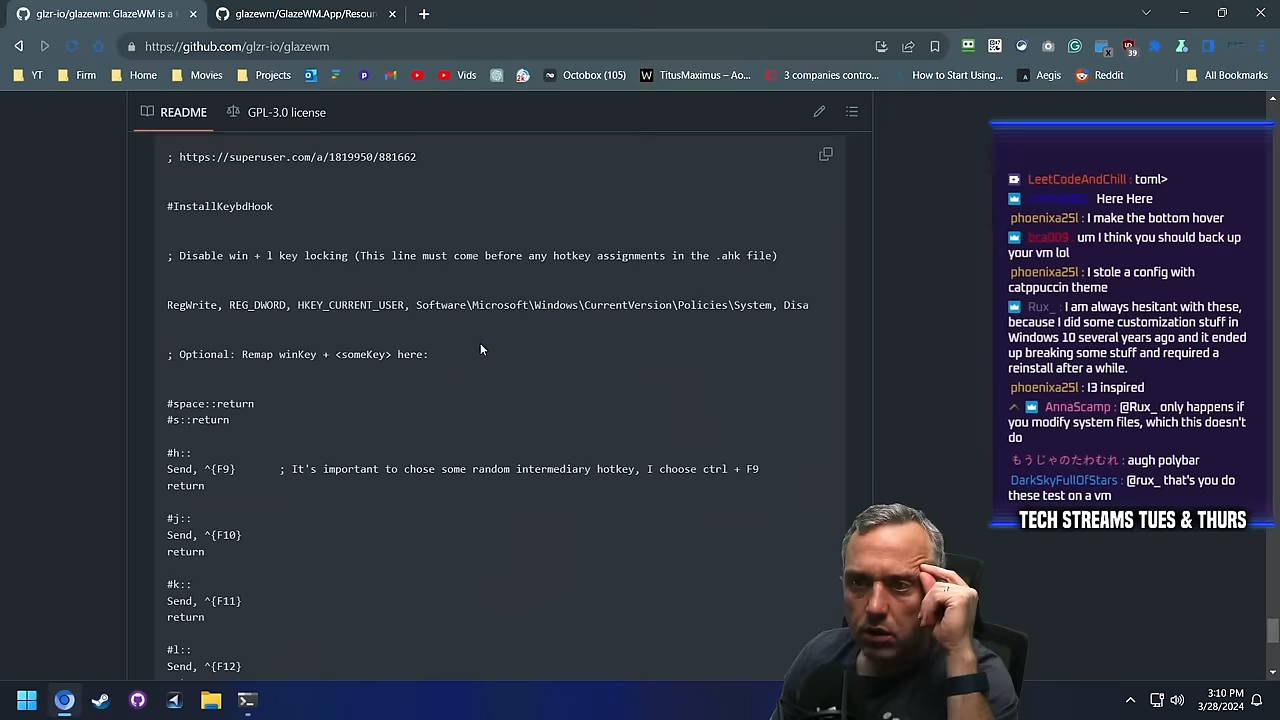 glzr-io/glazewm: GlazeWM is a
glazewm/GlazeWM.App/Resour
https://github.com/glzr-io/glazewm
39
YT
Firm
Home
Movies
Projects
Vids
Octobox (105)
TitusMaximus – Ao...
3 companies contro...
How to Start Using...
Aegis
Reddit
All Bookmarks
README
GPL-3.0 license
; https://superuser.com/a/1819950/881662
#InstallKeybdHook
; Disable win + l key locking (This line must come before any hotkey assignments in the .ahk file)
RegWrite, REG_DWORD, HKEY_CURRENT_USER, Software\Microsoft\Windows\CurrentVersion\Policies\System, Disa
; Optional: Remap winKey + <someKey> here:
#space::return
#s::return
#h::
Send, ^{F9}       ; It's important to chose some random intermediary hotkey, I choose ctrl + F9
return
#j::
Send, ^{F10}
return
#k::
Send, ^{F11}
return
#l::
Send, ^{F12}
LeetCodeAndChill : toml>
Here Here
phoenixa25l : I make the bottom hover
bca009 um I think you should back up
your vm lol
phoenixa25l : I stole a config with
catppuccin theme
Rux_ : I am always hesitant with these,
because I did some customization stuff in
Windows 10 several years ago and it ended
up breaking some stuff and required a
reinstall after a while.
phoenixa25l : I3 inspired
AnnaScamp : @Rux_ only happens if
you modify system files, which this doesn't
do
もうじゃのたわむれ : augh polybar
DarkSkyFullOfStars : @rux_ that's you do
these test on a vm
TECH STREAMS TUES & THURS
3:10 PM
3/28/2024